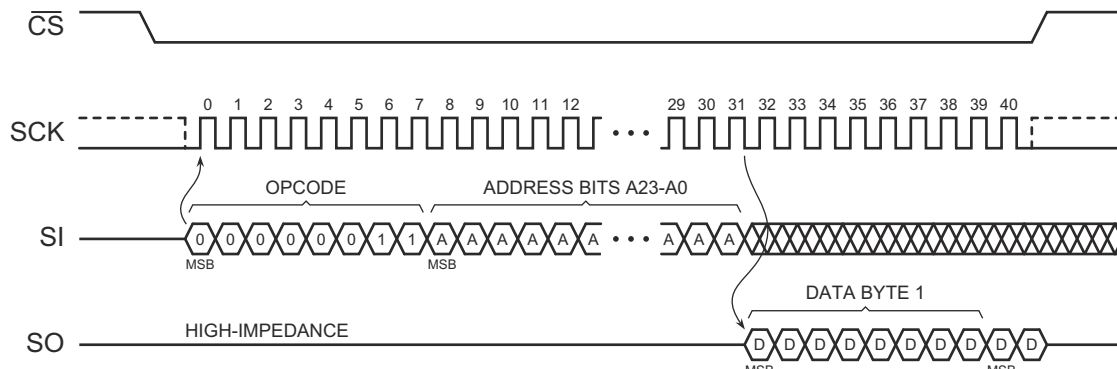 CS
0 1 2 3 4 5 6 7 8 9 10 11 12 29 30 31 32 33 34 35 36 37 38 39 40
SCK
OPCODE ADDRESS BITS A23-A0
SI 0 0 0 0 0 0 1 1 A A A A A A A A A
MSB MSB
DATA BYTE 1
HIGH-IMPEDANCE
SO D D D D D D D D D D
MSB MSB